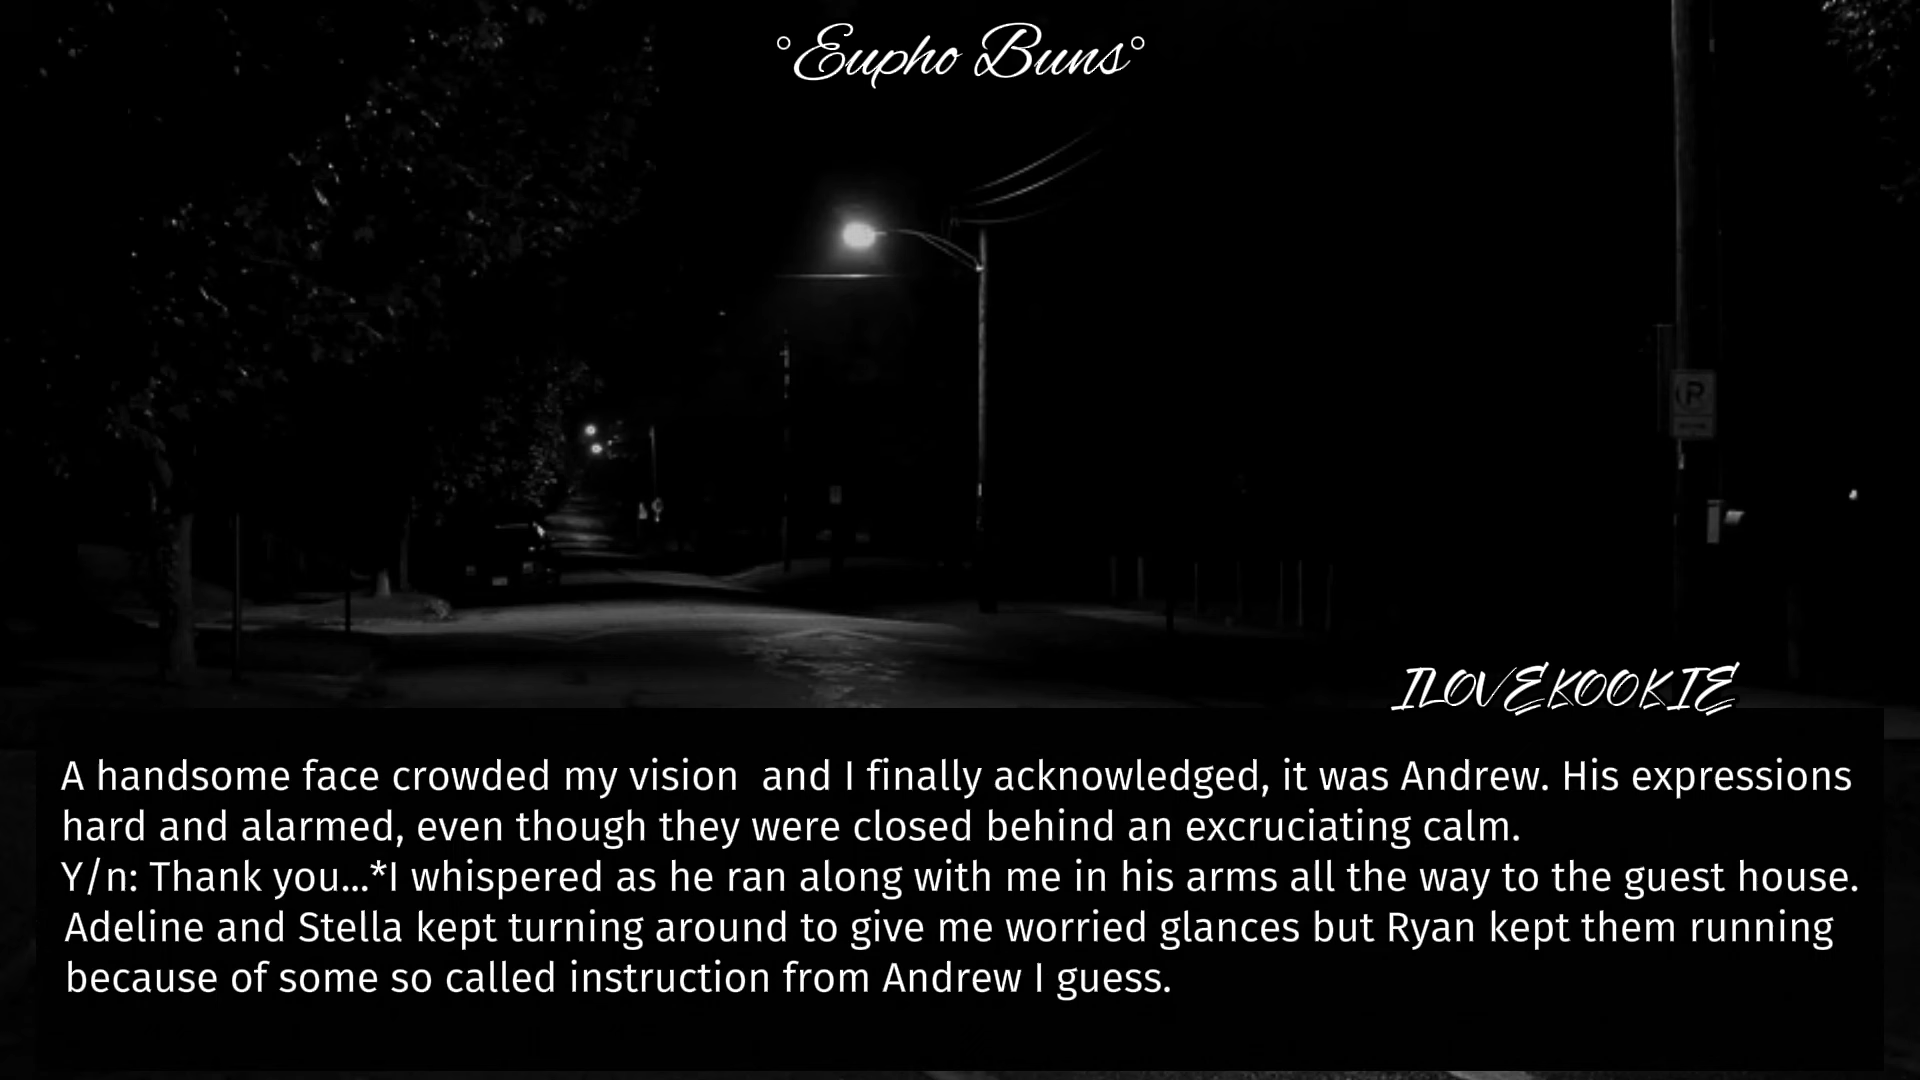 °Eupho Buns°
ILOVEKOOKIE
A handsome face crowded my vision  and I finally acknowledged, it was Andrew. His expressions
hard and alarmed, even though they were closed behind an excruciating calm.
Y/n: Thank you...*I whispered as he ran along with me in his arms all the way to the guest house.
Adeline and Stella kept turning around to give me worried glances but Ryan kept them running
because of some so called instruction from Andrew I guess.